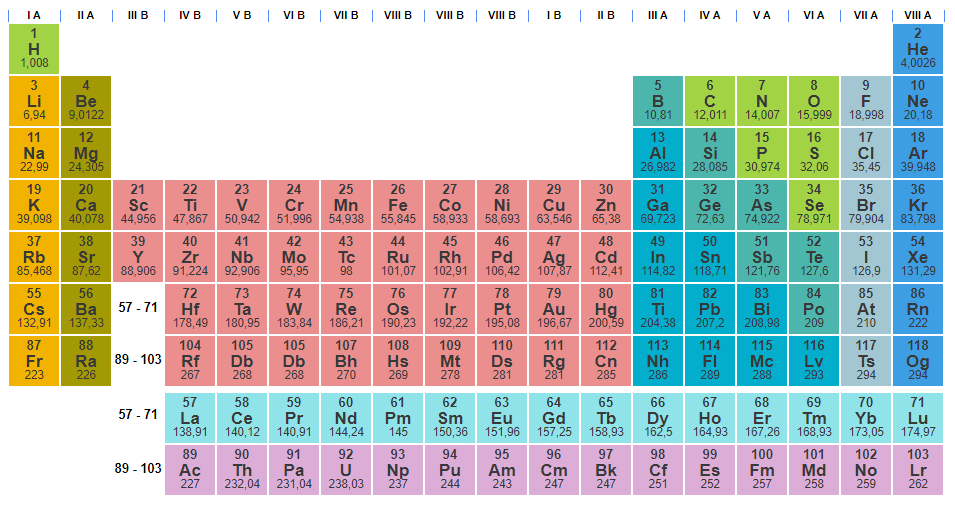 I A II A III B IV B V B VI B VII B VIII B VIII B VIII B I B II B III A IV A V A VI A VII A VIII A
1 2
H He
1,008 4,0026
3 4 5 6 7 8 9 10
Li Be B C N O F Ne
6,94 9,0122 10,81 12,011 14,007 15,999 18,998 20,18
11 12 13 14 15 16 17 18
Na Mg Al Si P S Cl Ar
22,99 24,305 26,982 28,085 30,974 32,06 35,45 39,948
19 20 21 22 23 24 25 26 27 28 29 30 31 32 33 34 35 36
K Ca Sc Ti V Cr Mn Fe Co Ni Cu Zn Ga Ge As Se Br Kr
39,098 40,078 44,956 47,867 50,942 51,996 54,938 55,845 58,933 58,693 63,546 65,38 69,723 72,63 74,922 78,971 79,904 83,798
37 38 39 40 41 42 43 44 45 46 47 48 49 50 51 52 53 54
Rb Sr Y Zr Nb Mo Tc Ru Rh Pd Ag Cd In Sn Sb Te I Xe
85,468 87,62 88,906 91,224 92,906 95,95 98 101,07 102,91 106,42 107,87 112,41 114,82 118,71 121,76 127,6 126,9 131,29
55 56 72 73 74 75 76 77 78 79 80 81 82 83 84 85 86
Cs Ba 57 - 71 Hf Ta W Re Os Ir Pt Au Hg Ti Pb Bi Po At Rn
132,91 137,33 178,49 180,95 183,84 186,21 190,23 192,22 195,08 196,67 200,59 204,38 207,2 208,98 209 210 222
87 88 104 105 105 107 108 109 110 111 112 113 114 115 116 117 118
Fr Ra 89 - 103 Rf Db Db Bh Hs Mt Ds Rg Cn Nh Fl Mc Lv Ts Og
223 226 267 268 268 270 269 278 281 281 285 286 289 288 293 294 294
57 58 59 60 61 62 63 64 65 66 67 68 69 70 71
57 - 71 La Ce Pr Nd Pm Sm Eu Gd Tb Dy Ho Er Tm Yb Lu
138,91 140,12 140,91 144,24 145 150,36 151,96 157,25 158,93 162,5 164,93 167,26 168,93 173,05 174,97
89 90 91 92 93 94 95 96 97 98 99 100 101 102 103
89 - 103 Ac Th Pa U Np Pu Am Cm Bk Cf Es Fm Md No Lr
227 232,04 231,04 238,03 237 244 243 247 247 251 252 257 258 259 262